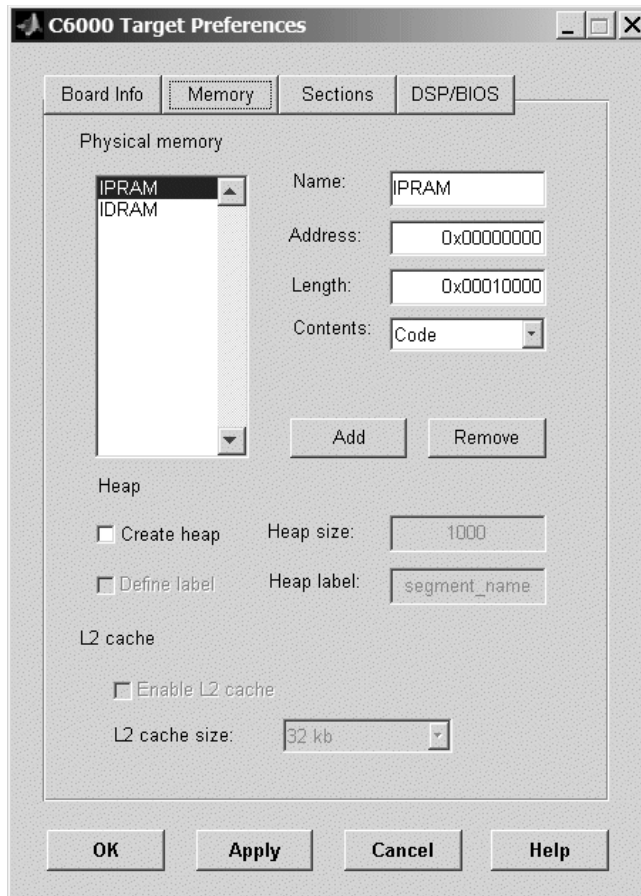 C6000 Target Preferences
Board Info Memory Sections DSP/BIOS
Physical memory
IPRAM
IDRAM
Name: IPRAM
Address: 0x00000000
Length: 0x00010000
Contents: Code
Add Remove
Heap
Create heap Heap size: 1000
Define label Heap label: segment_name
L2 cache
Enable L2 cache
L2 cache size: 32 kb
OK Apply Cancel Help